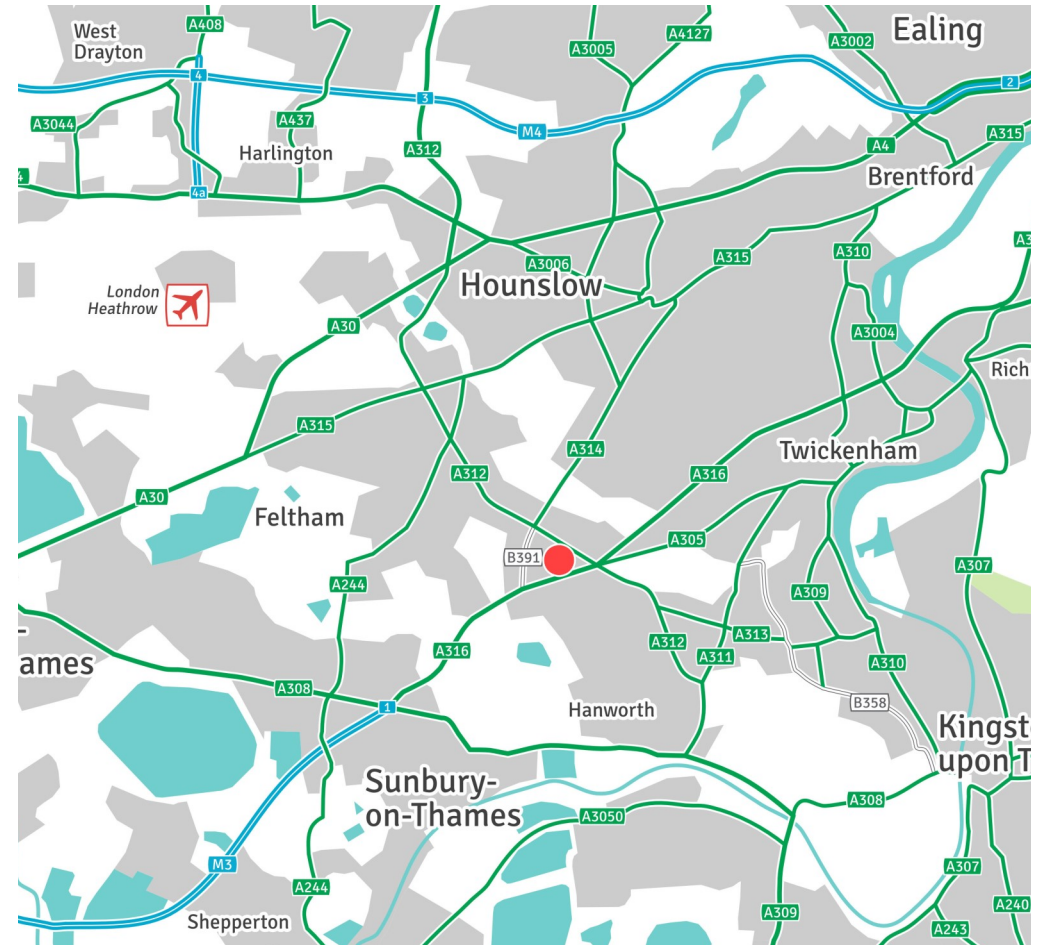 West
Drayton
A408
A3005
A4127
A3002
Ealing
4
3
2
A3044
A437
M4
A315
A312
A4
Harlington
4
4a
Brentford
A310
A3
A3006
A315
Hounslow
London
Heathrow
A30
A3004
Rich
A315
A314
Twickenham
A312
A316
A30
Feltham
A305
B391
A307
A244
A309
A312
A313
A316
A311
A310
-
ames
A308
B358
1
Hanworth
Kingst
upon T
Sunbury-
on-Thames
A308
A3050
M3
A307
A244
A309
A240
Shepperton
A243